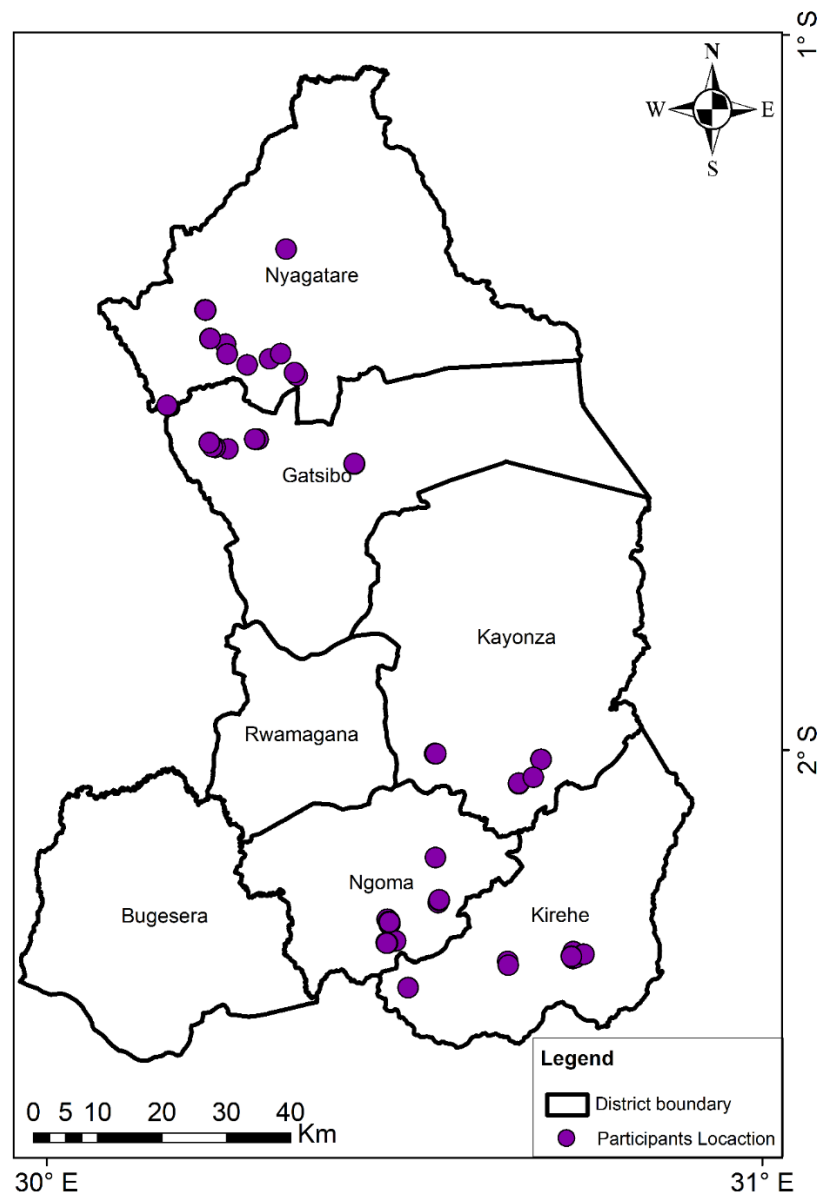 1° S
N
W E
S
Nyagatare
Gatsibo
Kayonza
Rwamagana
2° S
Ngoma
Bugesera
Kirehe
Legend
District boundary
Participants Locaction
0 5 10 20 30 40
Km
30° E
31° E